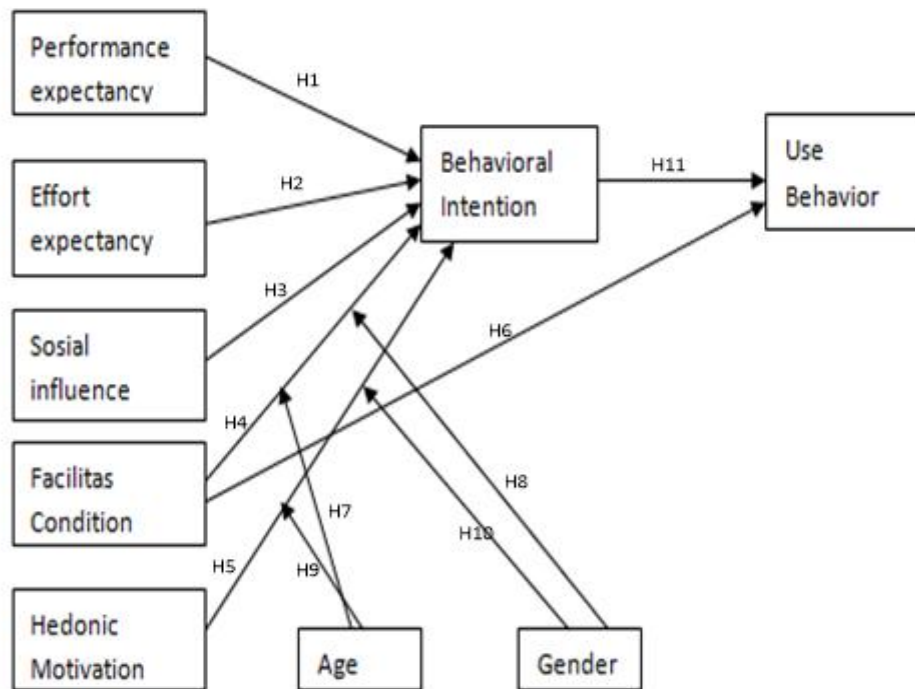 Performance
expectancy
H1
Effort
expectancy
H2
Behavioral
Intention
H11
Use
Behavior
Sosial
influence
H3
H6
Facilitas
Condition
H4
H7
H8
H10
H5
H9
Hedonic
Motivation
Age
Gender